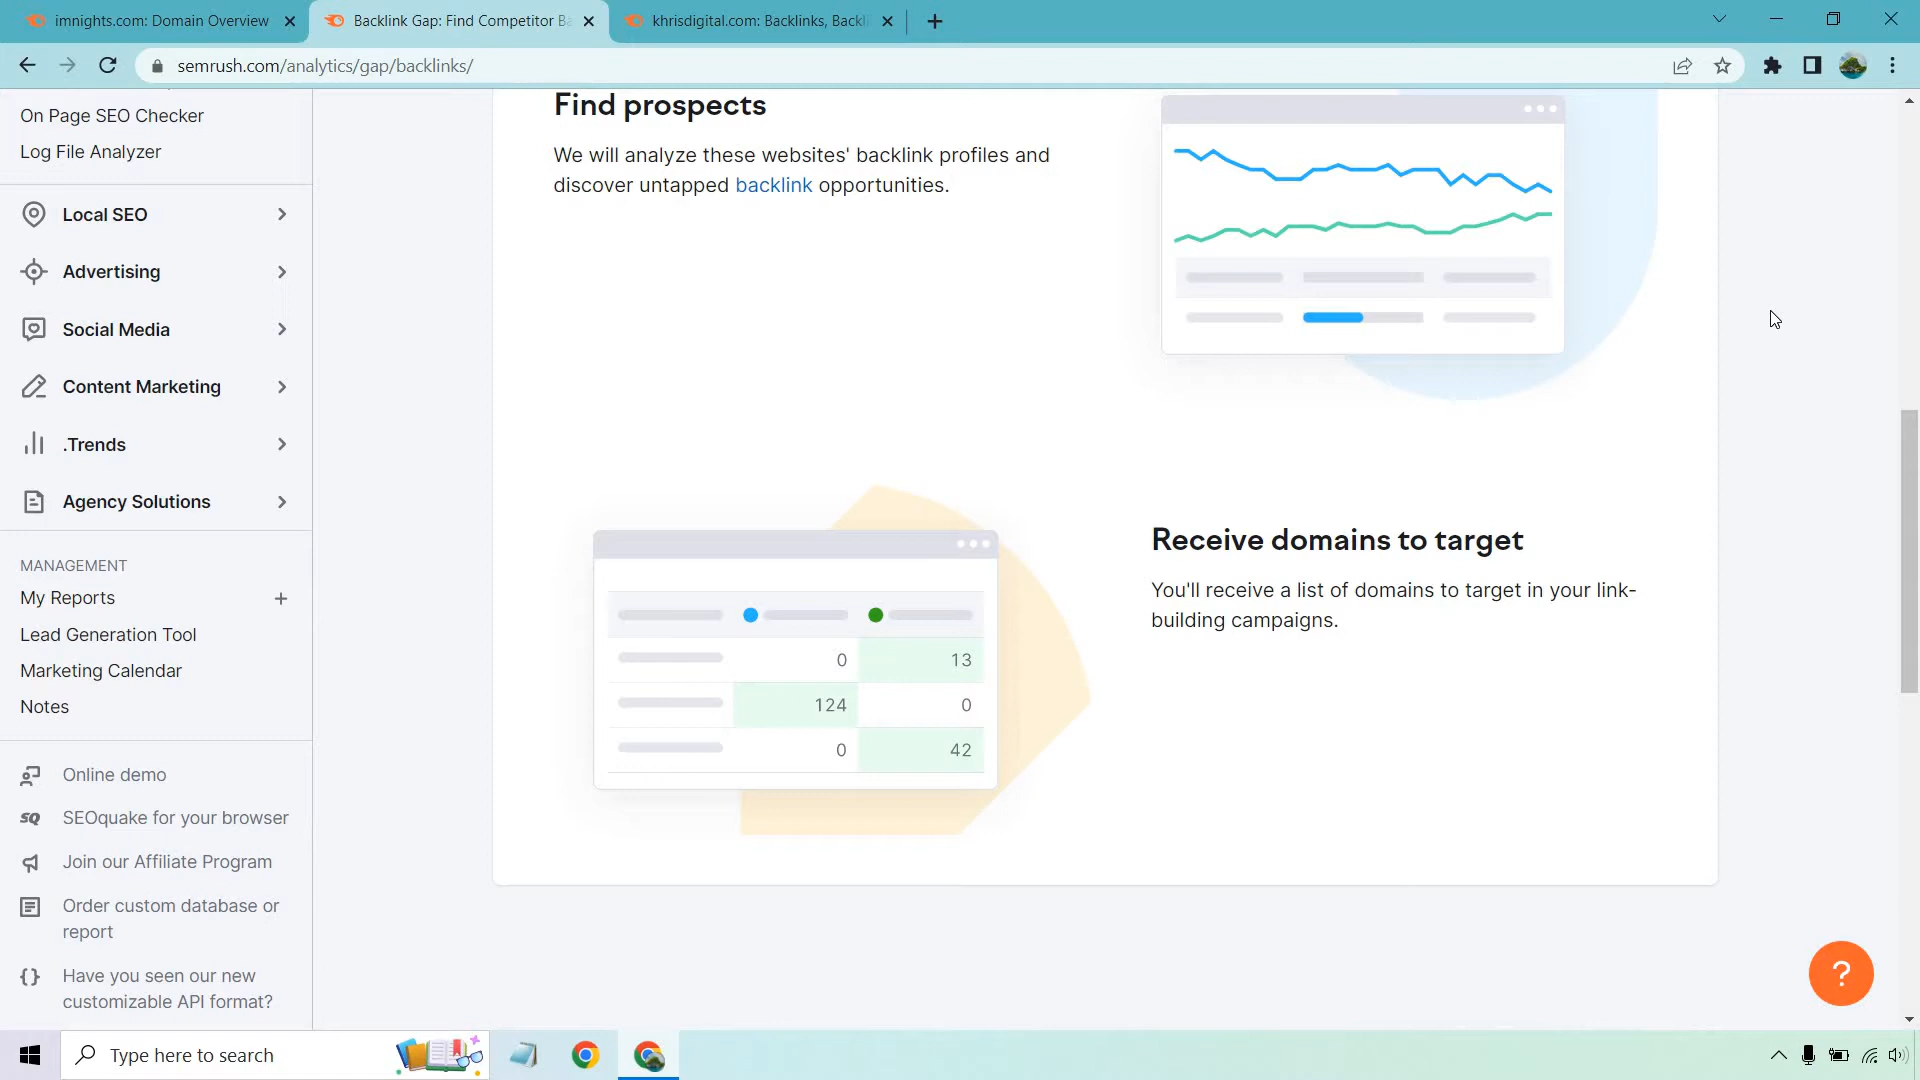 imnights.com: Domain Overview
Backlink Gap: Find Competitor Ba
khrisdigital.com: Backlinks, Backli
semrush.com/analytics/gap/backlinks/
On Page SEO Checker
Log File Analyzer
Local SEO
Advertising
Social Media
Content Marketing
.Trends
Agency Solutions
MANAGEMENT
My Reports
Lead Generation Tool
Marketing Calendar
Notes
Online demo
SQ SEOquake for your browser
Join our Affiliate Program
Order custom database or
report
Have you seen our new
customizable API format?
Find prospects
We will analyze these websites' backlink profiles and
discover untapped backlink opportunities.
0 13
124 0
0 42
Receive domains to target
You'll receive a list of domains to target in your link-
building campaigns.
?
Type here to search